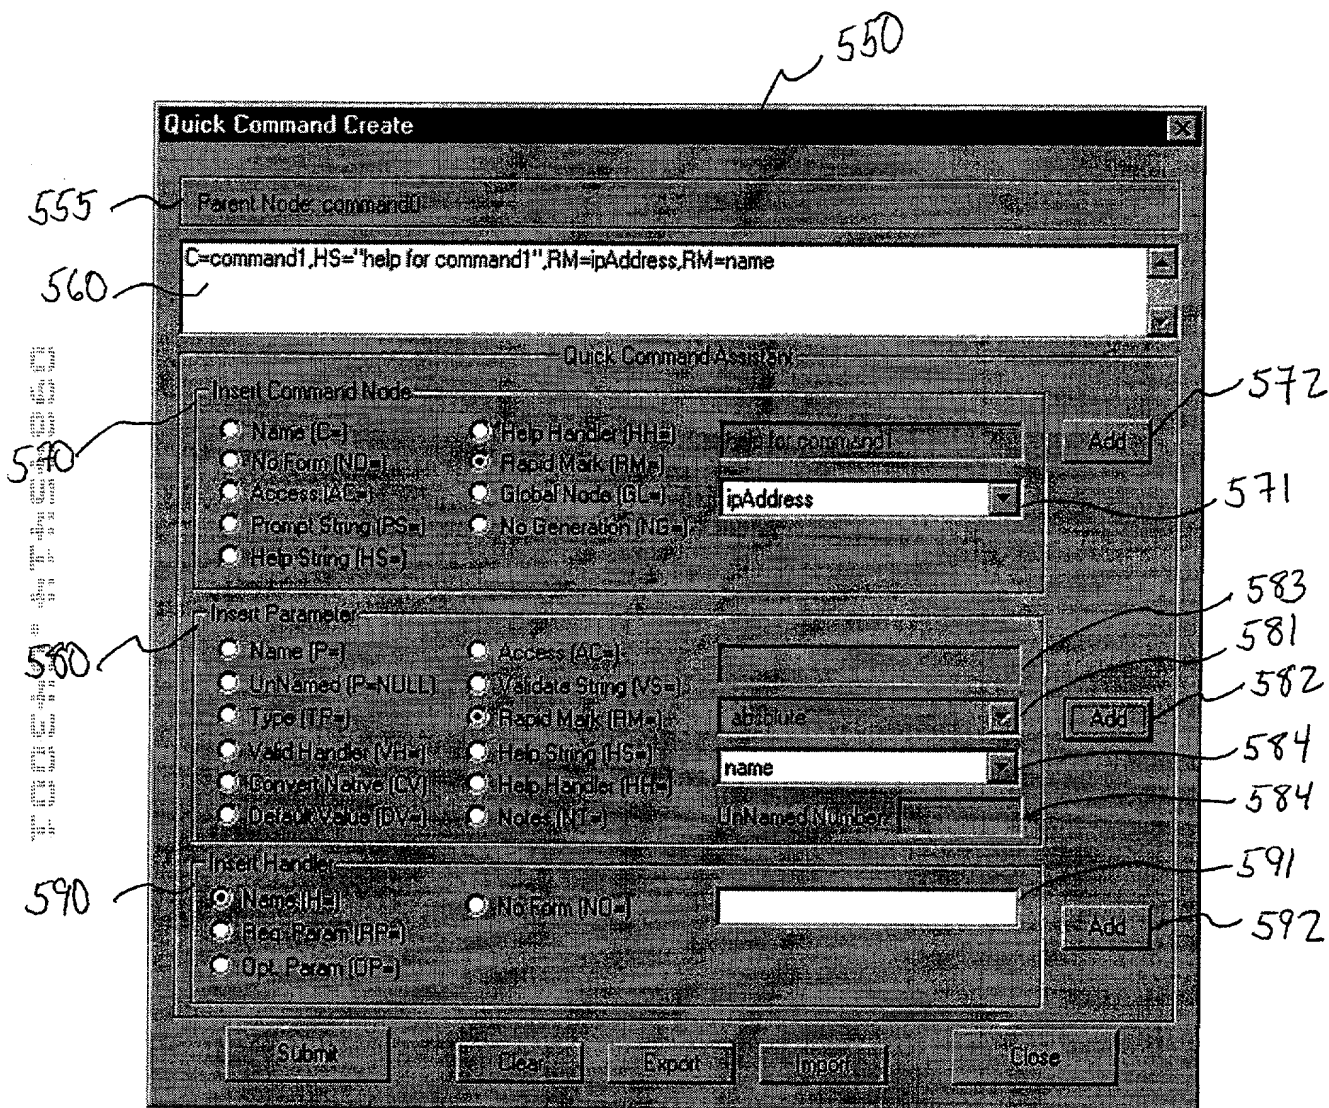 550
Quick Command Create
555
Parent Node: command0
C=command1,HS="help for command1",RM=ipAddress,RM=name
560
Quick Command Assistant
Insert Command Node
572
Name (C=)
Help Handler (HH=)
help for command1
Add
570
No Form (NO=)
Rapid Mark (RM=)
Access (AC=)
Global Node (GL=)
ipAddress
571
Prompt String (PS=)
No Generation (NG=)
Help String (HS=)
583
Insert Parameter
580
Name (P=)
Access (AC=)
581
UnNamed (P=NULL)
Validate String (VS=)
582
Type (TP=)
Rapid Mark (RM=)
absolute
Add
Valid Handler (VH=)
Help String (HS=)
name
584
Convert Native (CV)
Help Handler (HH=)
Default Value (DV=)
Notes (NT=)
UnNamed Number:
584
Insert Handler
591
590
Name (H=)
No Form (NO=)
Add
592
Req. Param (RP=)
Opt. Param (OP=)
Submit
Clear
Export
Import
Close